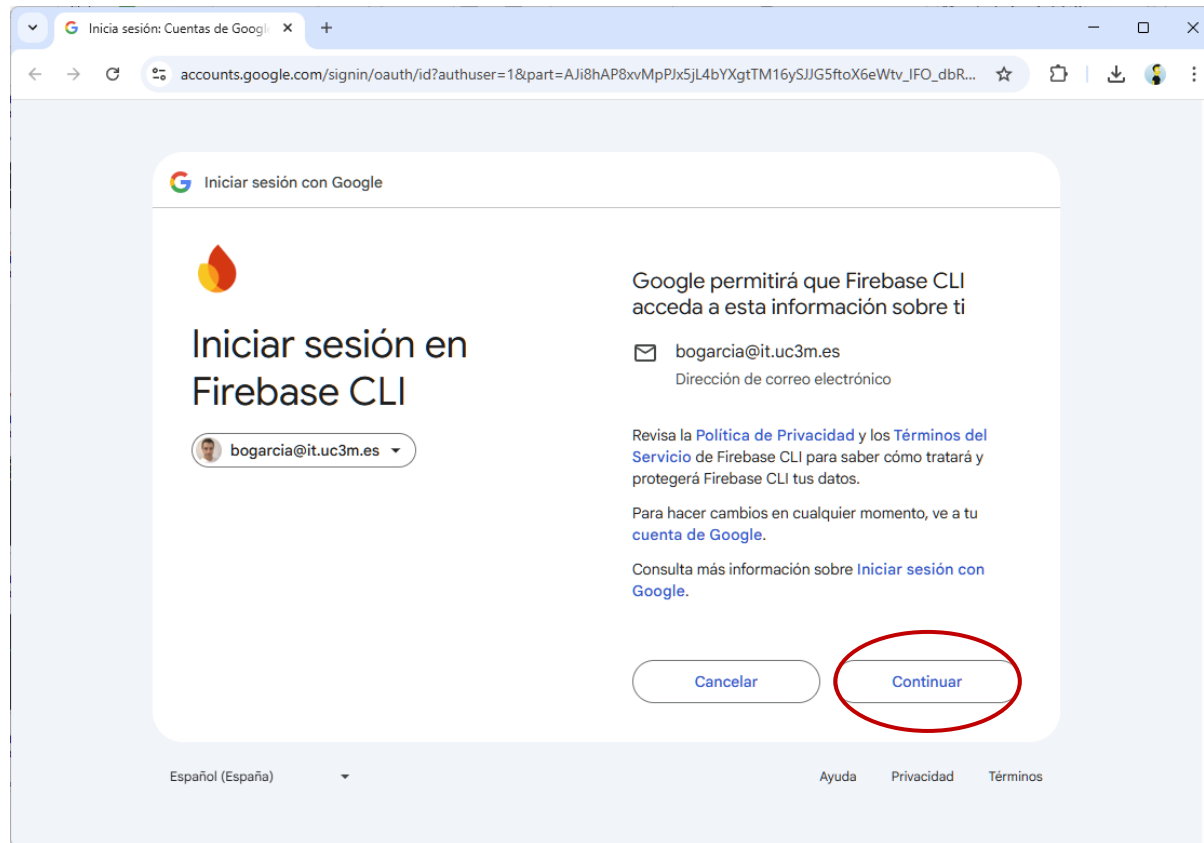 Inicia sesión: Cuentas de Googl
accounts.google.com/signin/oauth/id?authuser=1&part=AJi8hAP8xvMpPJx5jL4bYXgtTM16ySJJG5ftoX6eWtv_IFO_dbR...
Iniciar sesión con Google
Iniciar sesión en
Firebase CLI
bogarcia@it.uc3m.es
Google permitirá que Firebase CLI
acceda a esta información sobre ti
bogarcia@it.uc3m.es
Dirección de correo electrónico
Revisa la Política de Privacidad y los Términos del
Servicio de Firebase CLI para saber cómo tratará y
protegerá Firebase CLI tus datos.
Para hacer cambios en cualquier momento, ve a tu
cuenta de Google.
Consulta más información sobre Iniciar sesión con
Google.
Cancelar
Continuar
Español (España)
Ayuda Privacidad Términos